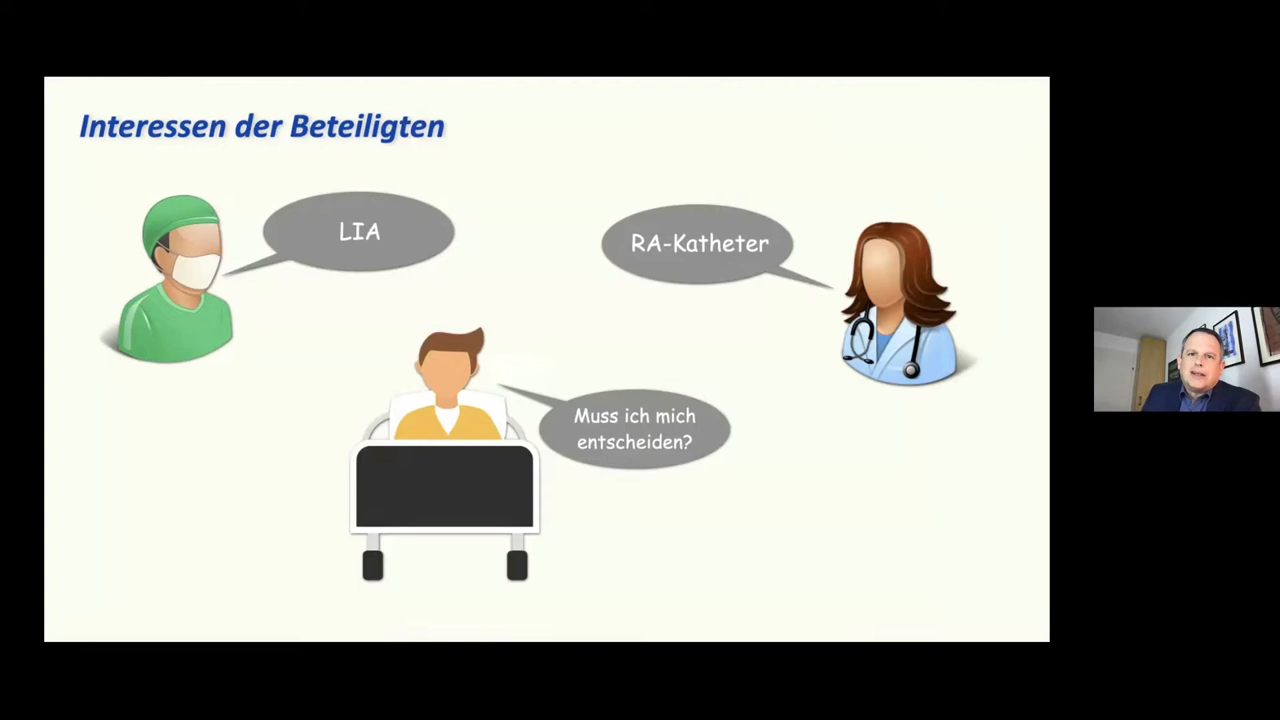 Interessen der Beteiligten
LIA
RA-Katheter
Muss ich mich
entscheiden?